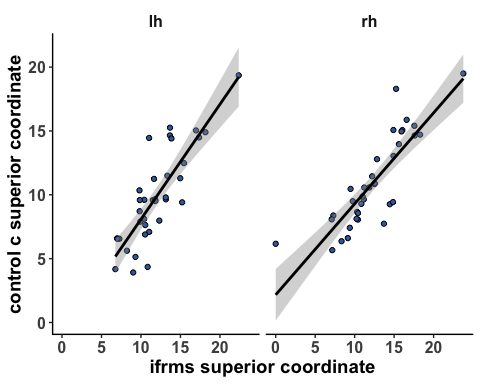 lh rh
control c superior coordinate
20
15
10
5
0
0 5 10 15 20 0 5 10 15 20
ifrms superior coordinate